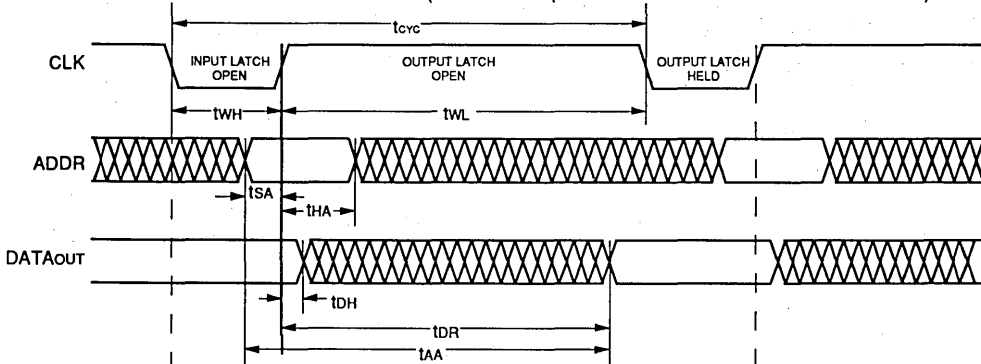 tCYC
CLK
INPUT LATCH
OPEN
OUTPUT LATCH
OPEN
OUTPUT LATCH
HELD
tWH
tWL
ADDR
tSA
tHA
DATAOUT
tDH
tDR
tAA